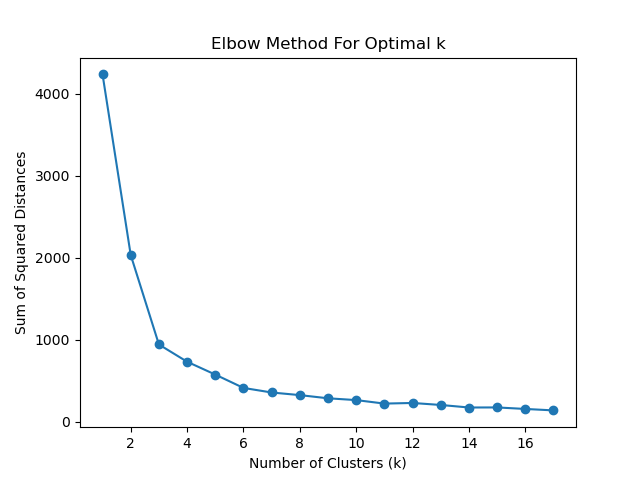 Elbow Method For Optimal k
Sum of Squared Distances
4000
3000
2000
1000
0
2 4 6 8 10 12 14 16
Number of Clusters (k)